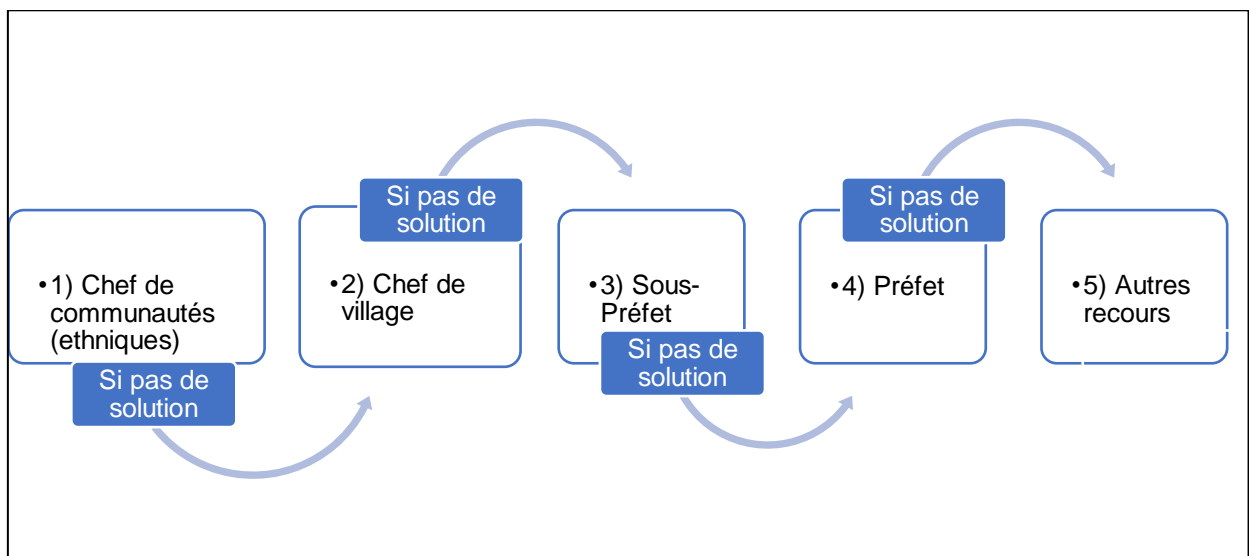 •1) Chef de
communautés
(ethniques)
Si pas de
solution
•2) Chef de
village
Si pas de
solution
•3) Sous-
Préfet
Si pas de
solution
•4) Préfet
Si pas de
solution
•5) Autres
recours